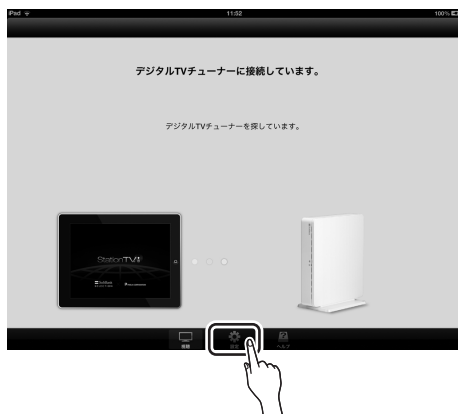 iPad 11:52 100%
デジタルTVチューナーに接続しています。
デジタルTVチューナーを探しています。
StationTV
SoftBank
視聴 設定 ヘルプ